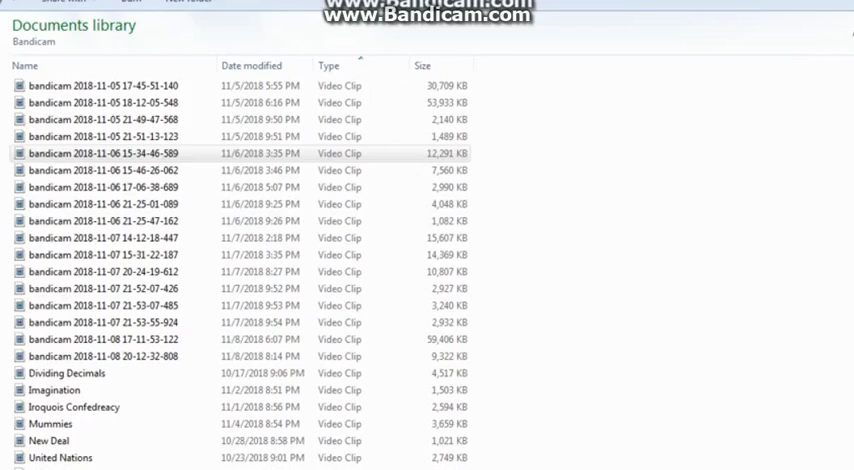 www.Bandicam.com
www.Bandicam.com
Documents library
Bandicam
Name Date modified Type Size
bandicam 2018-11-05 17-45-51-140 11/5/2018 5:55 PM Video Clip 30,709 KB
bandicam 2018-11-05 18-12-05-548 11/5/2018 6:16 PM Video Clip 53,933 KB
bandicam 2018-11-05 21-49-47-568 11/5/2018 9:50 PM Video Clip 2,140 KB
bandicam 2018-11-05 21-51-13-123 11/5/2018 9:51 PM Video Clip 1,489 KB
bandicam 2018-11-06 15-34-46-589 11/6/2018 3:35 PM Video Clip 12,291 KB
bandicam 2018-11-06 15-46-26-062 11/6/2018 3:46 PM Video Clip 7,560 KB
bandicam 2018-11-06 17-06-38-689 11/6/2018 5:07 PM Video Clip 2,990 KB
bandicam 2018-11-06 21-25-01-089 11/6/2018 9:25 PM Video Clip 4,048 KB
bandicam 2018-11-06 21-25-47-162 11/6/2018 9:26 PM Video Clip 1,082 KB
bandicam 2018-11-07 14-12-18-447 11/7/2018 2:18 PM Video Clip 15,607 KB
bandicam 2018-11-07 15-31-22-187 11/7/2018 3:35 PM Video Clip 14,369 KB
bandicam 2018-11-07 20-24-19-612 11/7/2018 8:27 PM Video Clip 10,807 KB
bandicam 2018-11-07 21-52-07-426 11/7/2018 9:52 PM Video Clip 2,927 KB
bandicam 2018-11-07 21-53-07-485 11/7/2018 9:53 PM Video Clip 3,240 KB
bandicam 2018-11-07 21-53-55-924 11/7/2018 9:54 PM Video Clip 2,932 KB
bandicam 2018-11-08 17-11-53-122 11/8/2018 6:07 PM Video Clip 59,406 KB
bandicam 2018-11-08 20-12-32-808 11/8/2018 8:14 PM Video Clip 9,322 KB
Dividing Decimals 10/17/2018 9:06 PM Video Clip 4,517 KB
Imagination 11/2/2018 8:51 PM Video Clip 1,503 KB
Iroquois Confedreacy 11/1/2018 8:56 PM Video Clip 2,594 KB
Mummies 11/4/2018 8:54 PM Video Clip 3,659 KB
New Deal 10/28/2018 8:58 PM Video Clip 1,021 KB
United Nations 10/23/2018 9:01 PM Video Clip 2,749 KB